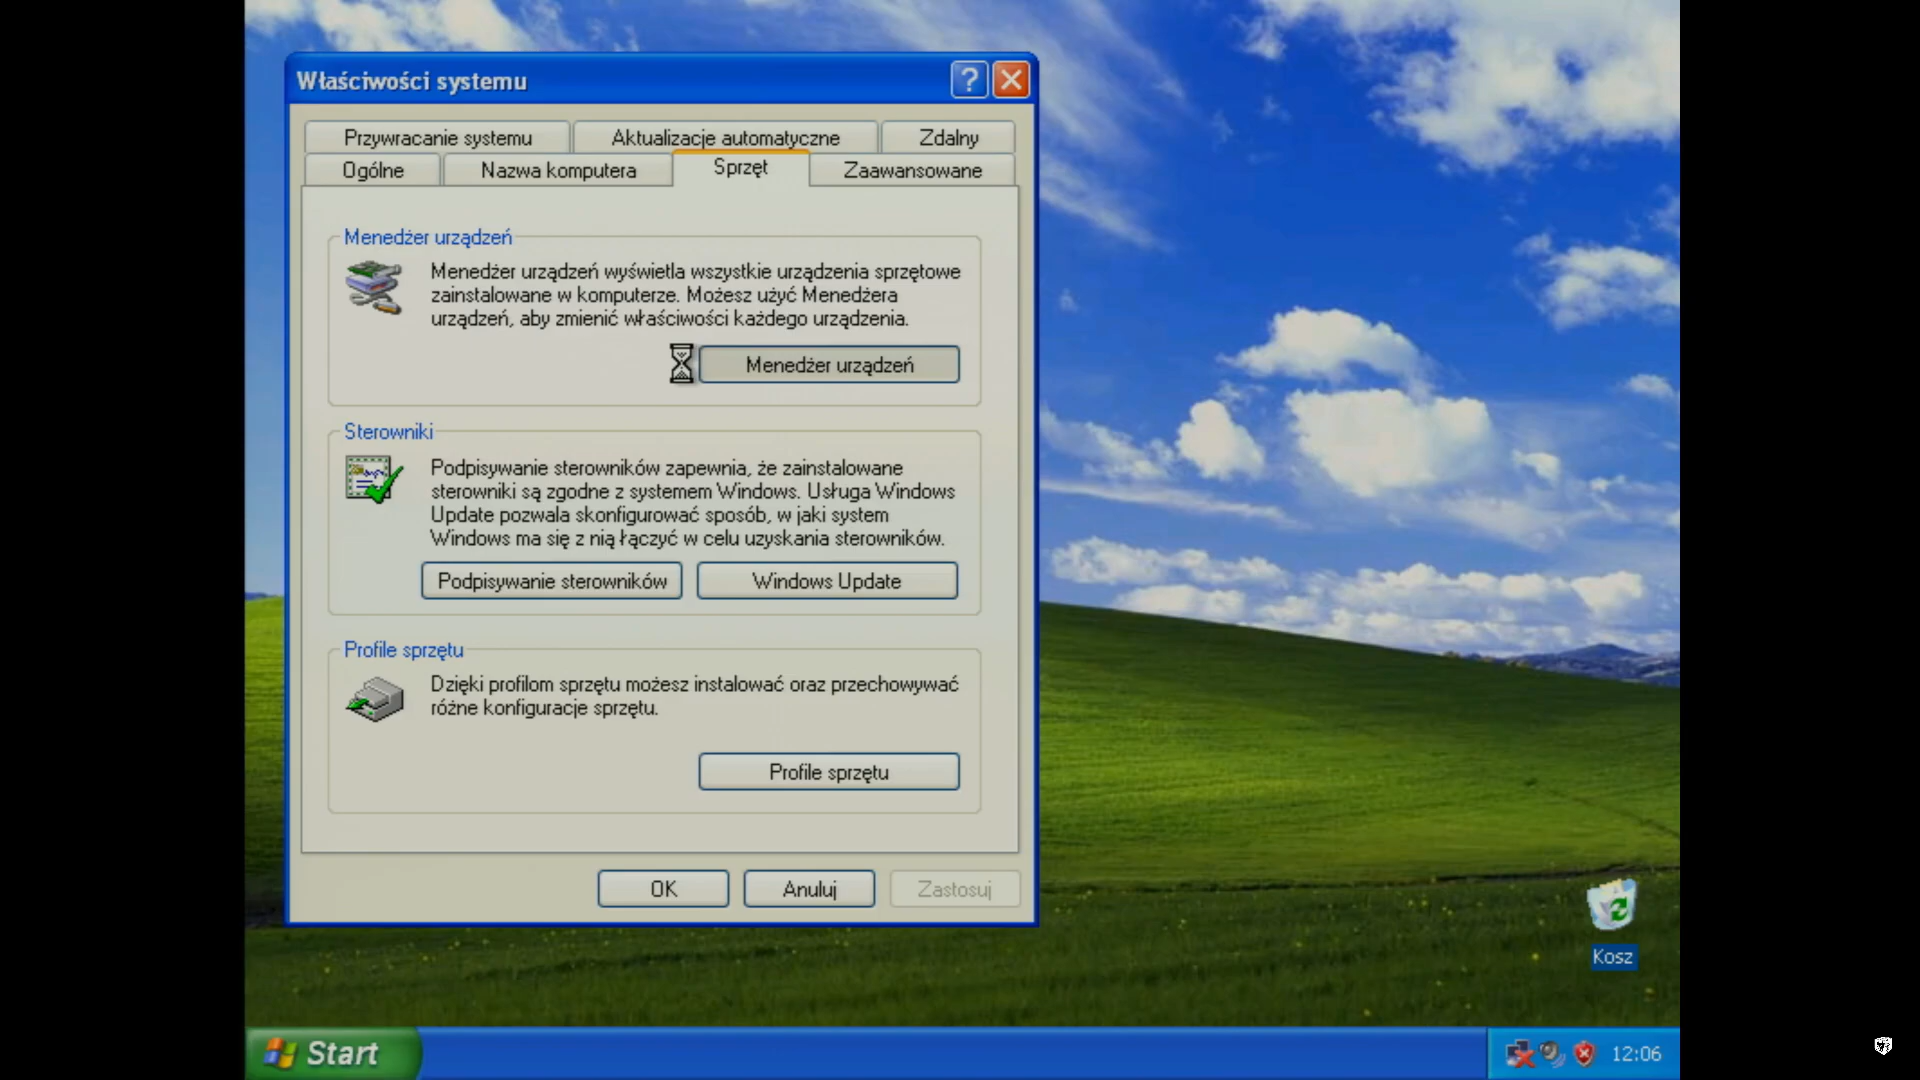 Właściwości systemu
Przywracanie systemu
Aktualizacje automatyczne
Zdalny
Ogólne
Nazwa komputera
Sprzęt
Zaawansowane
Menedżer urządzeń
Menedżer urządzeń wyświetla wszystkie urządzenia sprzętowe
zainstalowane w komputerze. Możesz użyć Menedżera
urządzeń, aby zmienić właściwości każdego urządzenia.
Menedżer urządzeń
Sterowniki
Podpisywanie sterowników zapewnia, że zainstalowane
sterowniki są zgodne z systemem Windows. Usługa Windows
Update pozwala skonfigurować sposób, w jaki system
Windows ma się z nią łączyć w celu uzyskania sterowników.
Podpisywanie sterowników
Windows Update
Profile sprzętu
Dzięki profilom sprzętu możesz instalować oraz przechowywać
różne konfiguracje sprzętu.
Profile sprzętu
OK
Anuluj
Zastosuj
Kosz
Start
12:06